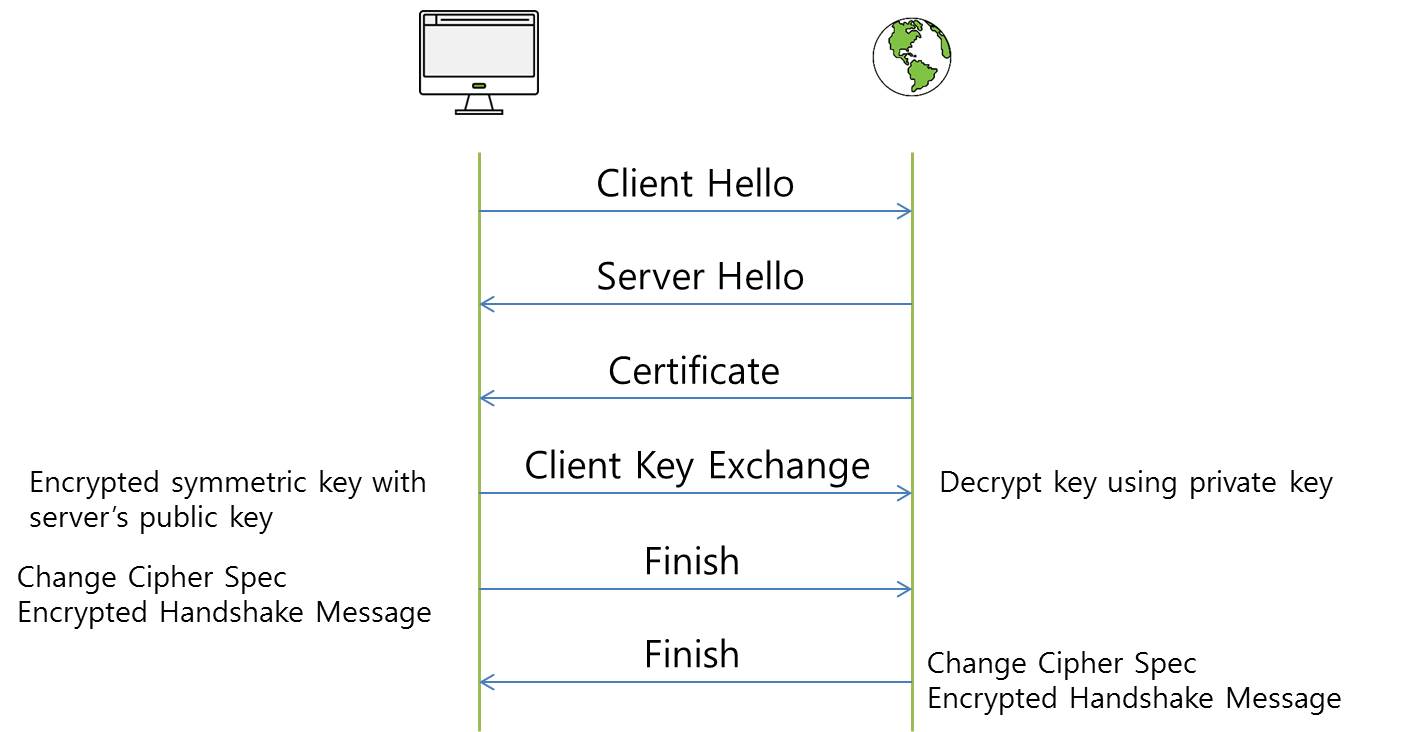 Client Hello
Server Hello
Certificate
Client Key Exchange
Encrypted symmetric key with
server’s public key
Decrypt key using private key
Finish
Change Cipher Spec
Encrypted Handshake Message
Finish
Change Cipher Spec
Encrypted Handshake Message